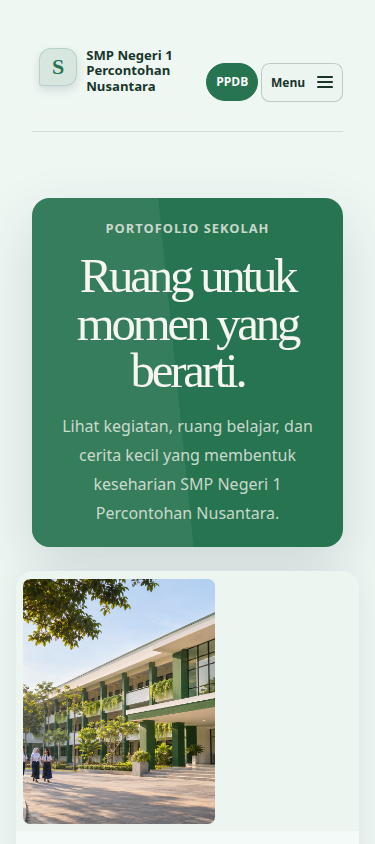 S
SMP Negeri 1
Percontohan
Nusantara
PPDB
Menu
PORTOFOLIO SEKOLAH
Ruang untuk
momen yang
berarti.
Lihat kegiatan, ruang belajar, dan
cerita kecil yang membentuk
keseharian SMP Negeri 1
Percontohan Nusantara.